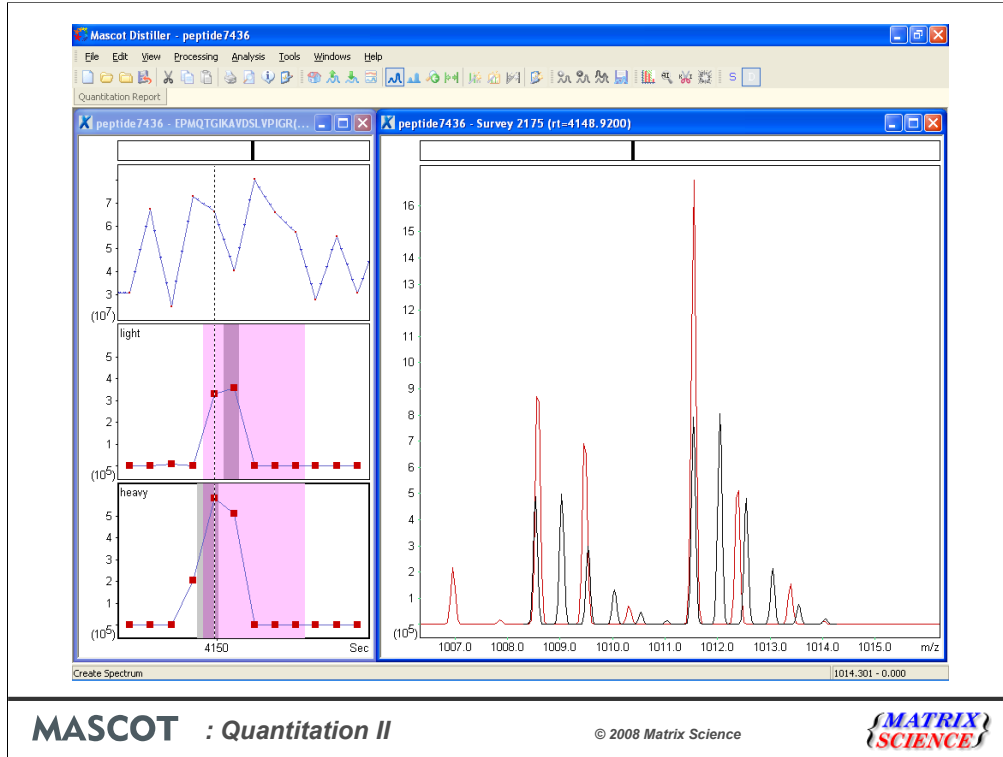 Mascot Distiller - peptide7436
File Edit View Processing Analysis Tools Windows Help
S D
Quantitation Report
peptide7436 - EPMQTGIKAVDSLVPIGR(...
7
6
5
4
3
(10⁷)
light
5
4
3
2
1
(10⁵)
heavy
5
4
3
2
1
(10⁵)
4150 Sec
peptide7436 - Survey 2175 (rt=4148.9200)
16
15
14
13
12
11
10
9
8
7
6
5
4
3
2
1
(10⁵)
1007.0 1008.0 1009.0 1010.0 1011.0 1012.0 1013.0 1014.0 1015.0 m/z
Create Spectrum
1014.301 - 0.000
MASCOT : Quantitation II
© 2008 Matrix Science
{MATRIX
{SCIENCE}